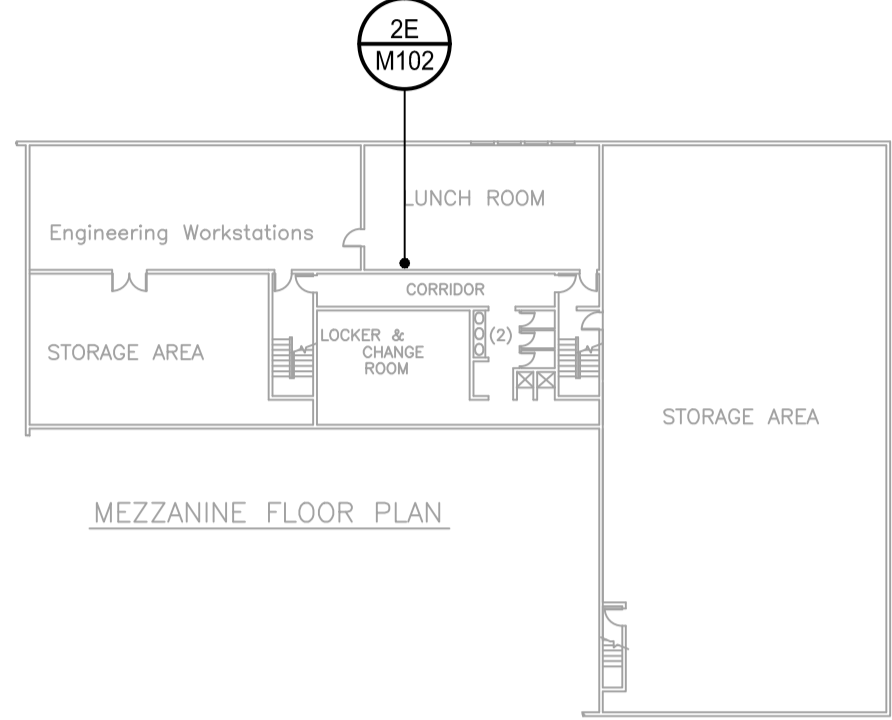 2E
M102
LUNCH ROOM
Engineering Workstations
CORRIDOR
LOCKER &
CHANGE
ROOM
(2)
STORAGE AREA
STORAGE AREA
MEZZANINE FLOOR PLAN